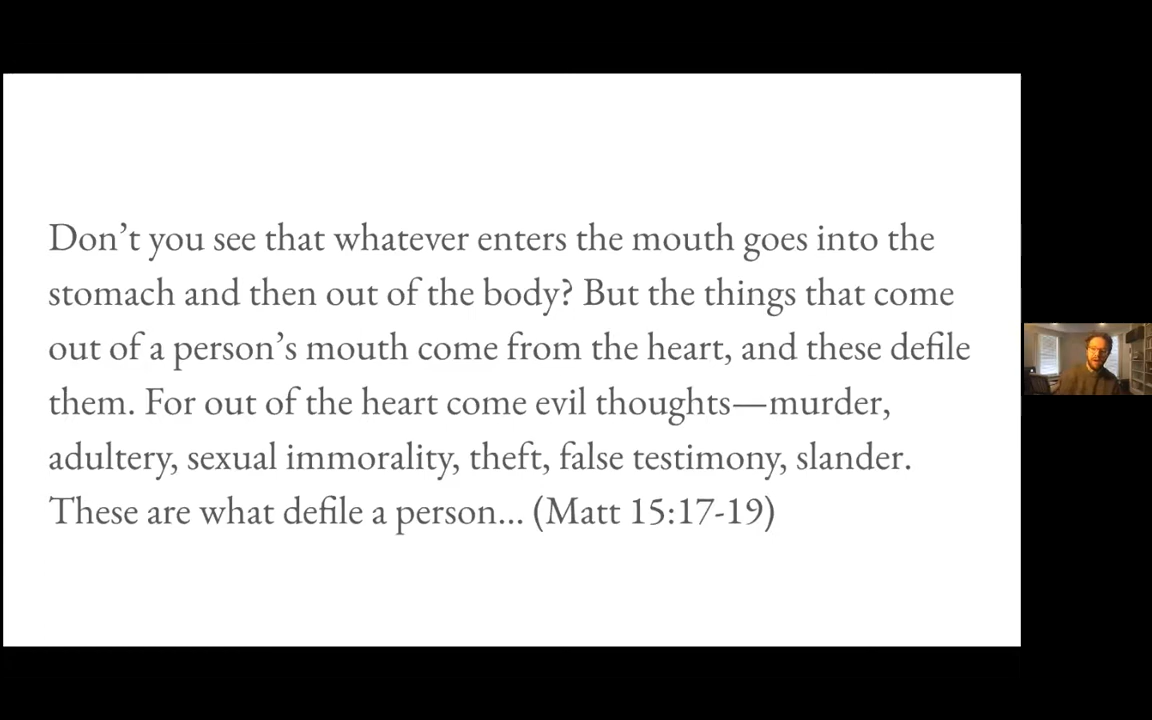 Don’t you see that whatever enters the mouth goes into the
stomach and then out of the body? But the things that come
out of a person’s mouth come from the heart, and these defile
them. For out of the heart come evil thoughts—murder,
adultery, sexual immorality, theft, false testimony, slander.
These are what defile a person... (Matt 15:17-19)